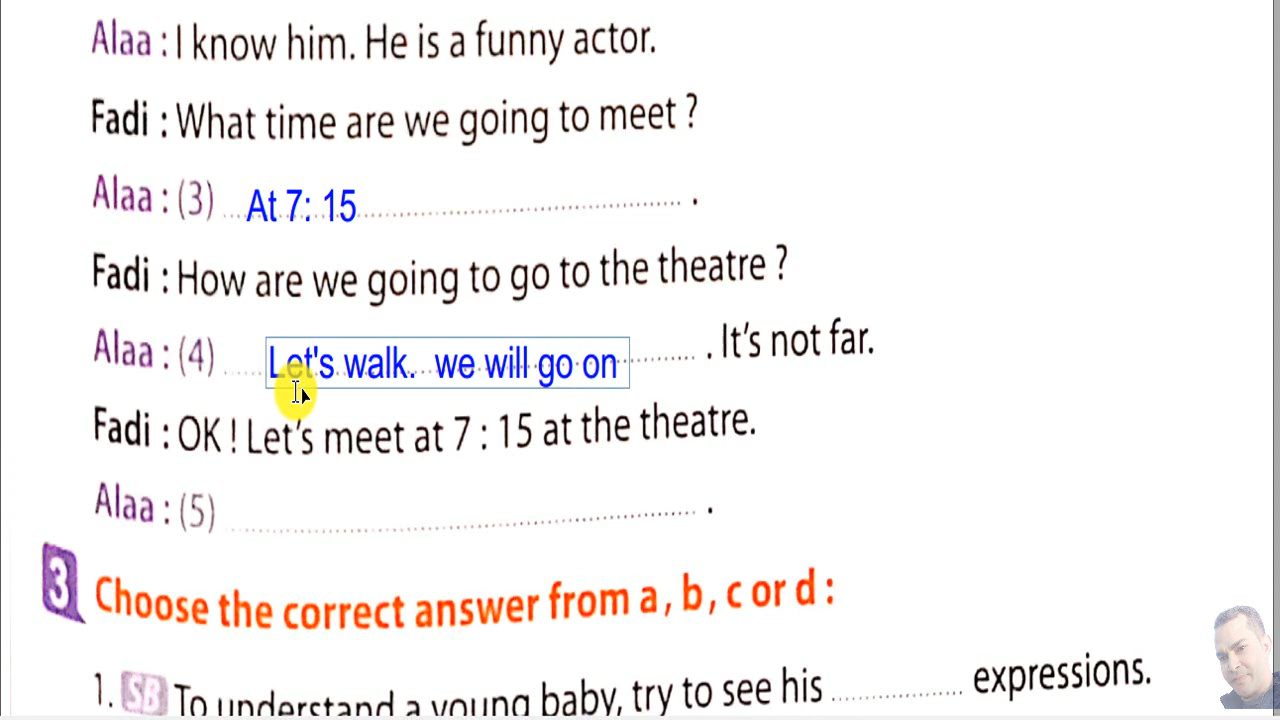 Alaa : I know him. He is a funny actor.
Fadi : What time are we going to meet ?
Alaa : (3) ... At 7: 15 .................... .
Fadi : How are we going to go to the theatre ?
Alaa : (4) ..... Let's walk. we will go on .......... . It's not far.
Fadi : OK ! Let's meet at 7 : 15 at the theatre.
Alaa : (5) .............................. .
3 Choose the correct answer from a , b , c or d :
1. SB To understand a young baby, try to see his .................. expressions.